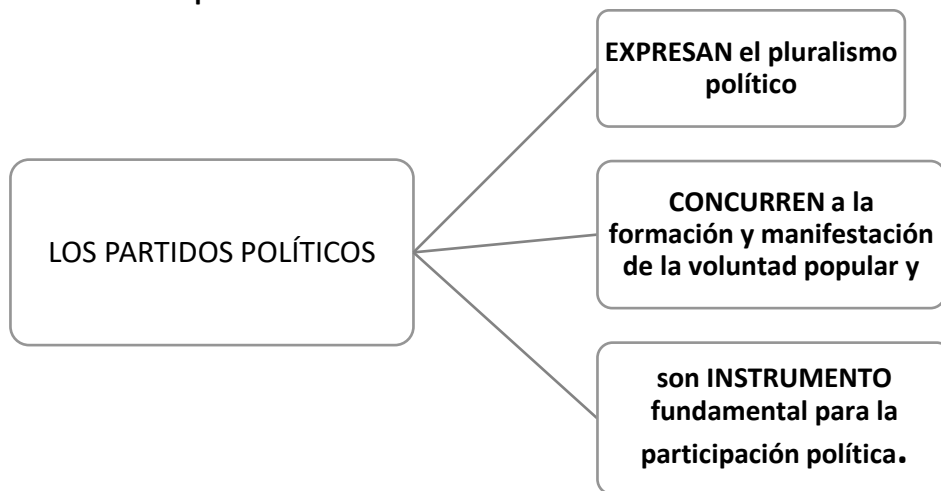 LOS PARTIDOS POLÍTICOS
EXPRESAN el pluralismo
político
CONCURREN a la
formación y manifestación
de la voluntad popular y
son INSTRUMENTO
fundamental para la
participación política.